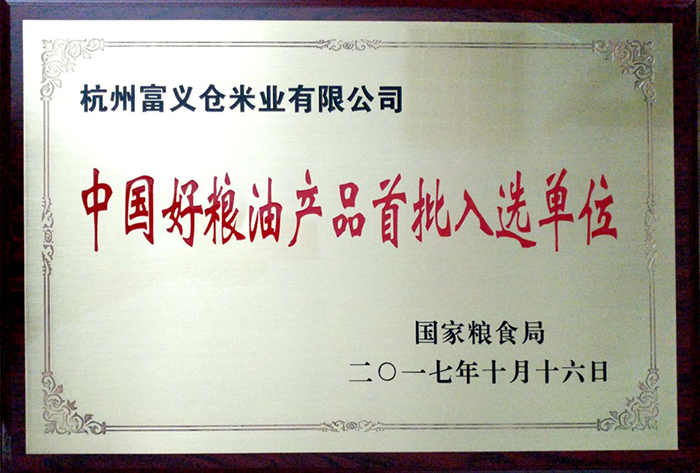 杭州富义仓米业有限公司
中国好粮油产品首批入选单位
国家粮食局
二〇一七年十月十六日